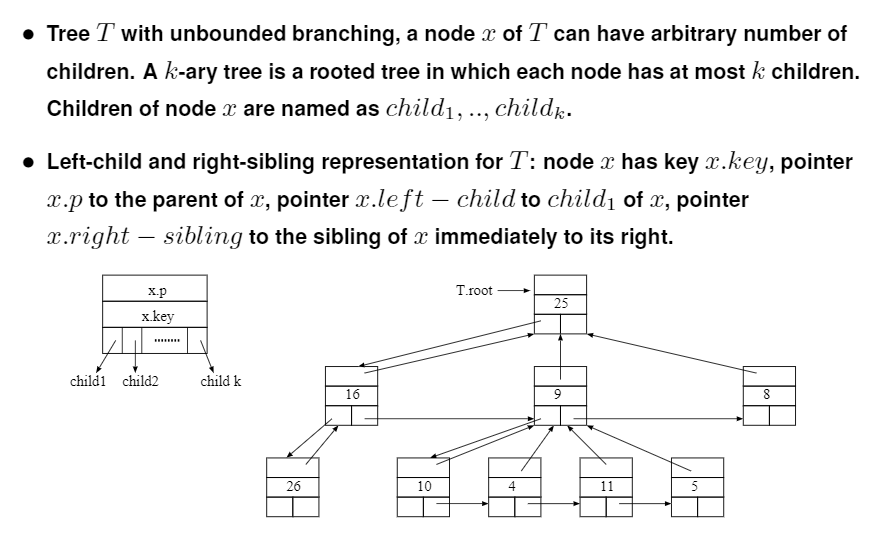 ● Tree T with unbounded branching, a node x of T can have arbitrary number of
children. A k-ary tree is a rooted tree in which each node has at most k children.
Children of node x are named as child₁, .., childₖ.
● Left-child and right-sibling representation for T: node x has key x.key, pointer
x.p to the parent of x, pointer x.left − child to child₁ of x, pointer
x.right − sibling to the sibling of x immediately to its right.
x.p
x.key
........
child1 child2 child k
T.root
25
16 9 8
26 10 4 11 5